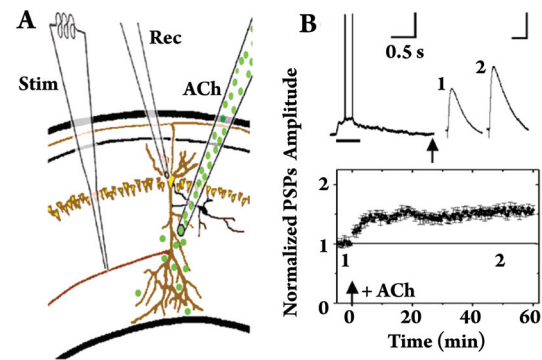 A
Rec
ACh
Stim
B
0.5 s
1
2
Normalized PSPs Amplitude
2
1
0
1
2
+ ACh
0
20
40
60
Time (min)